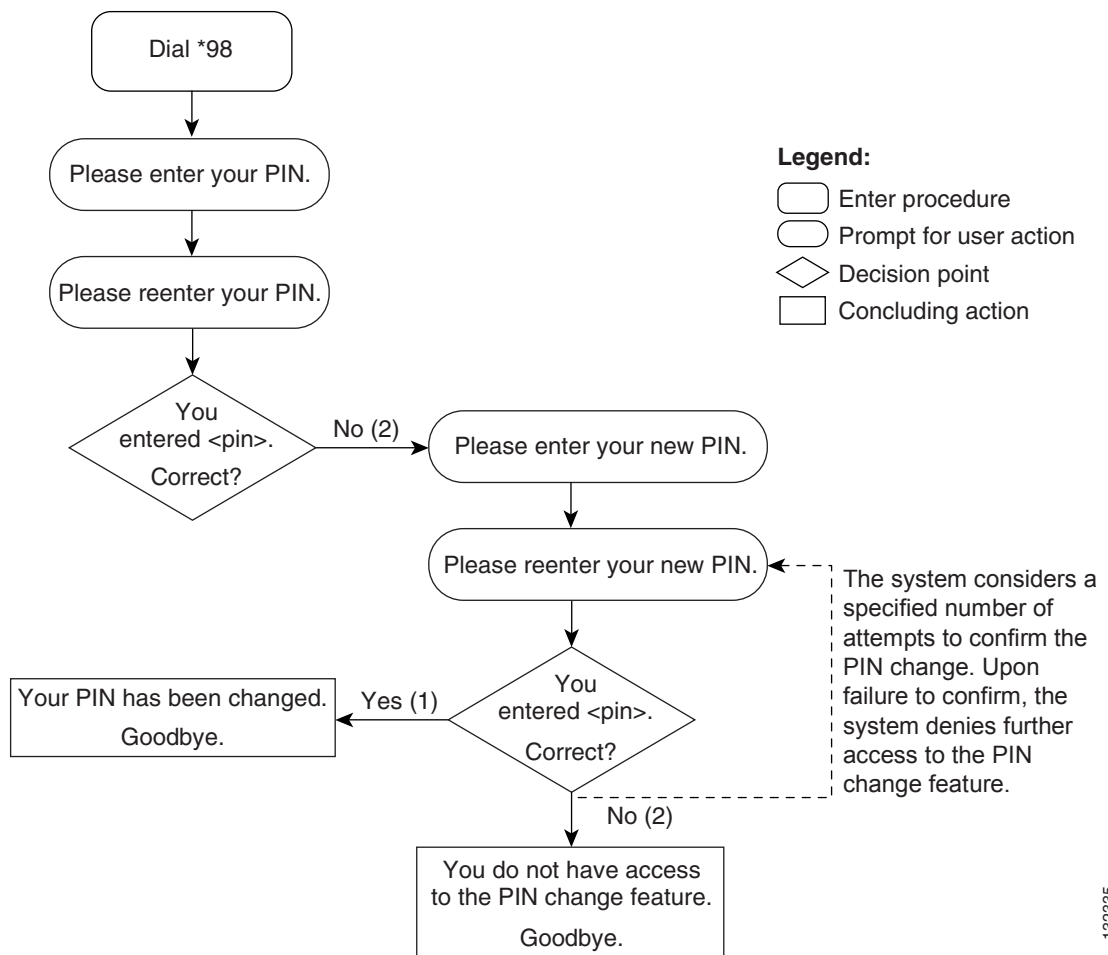 Dial *98
Please enter your PIN.
Please reenter your PIN.
You
entered <pin>.
Correct?
No (2)
Please enter your new PIN.
Please reenter your new PIN.
You
entered <pin>.
Correct?
Yes (1)
Your PIN has been changed.
Goodbye.
No (2)
You do not have access
to the PIN change feature.
Goodbye.
The system considers a
specified number of
attempts to confirm the
PIN change. Upon
failure to confirm, the
system denies further
access to the PIN
change feature.
Legend:
Enter procedure
Prompt for user action
Decision point
Concluding action